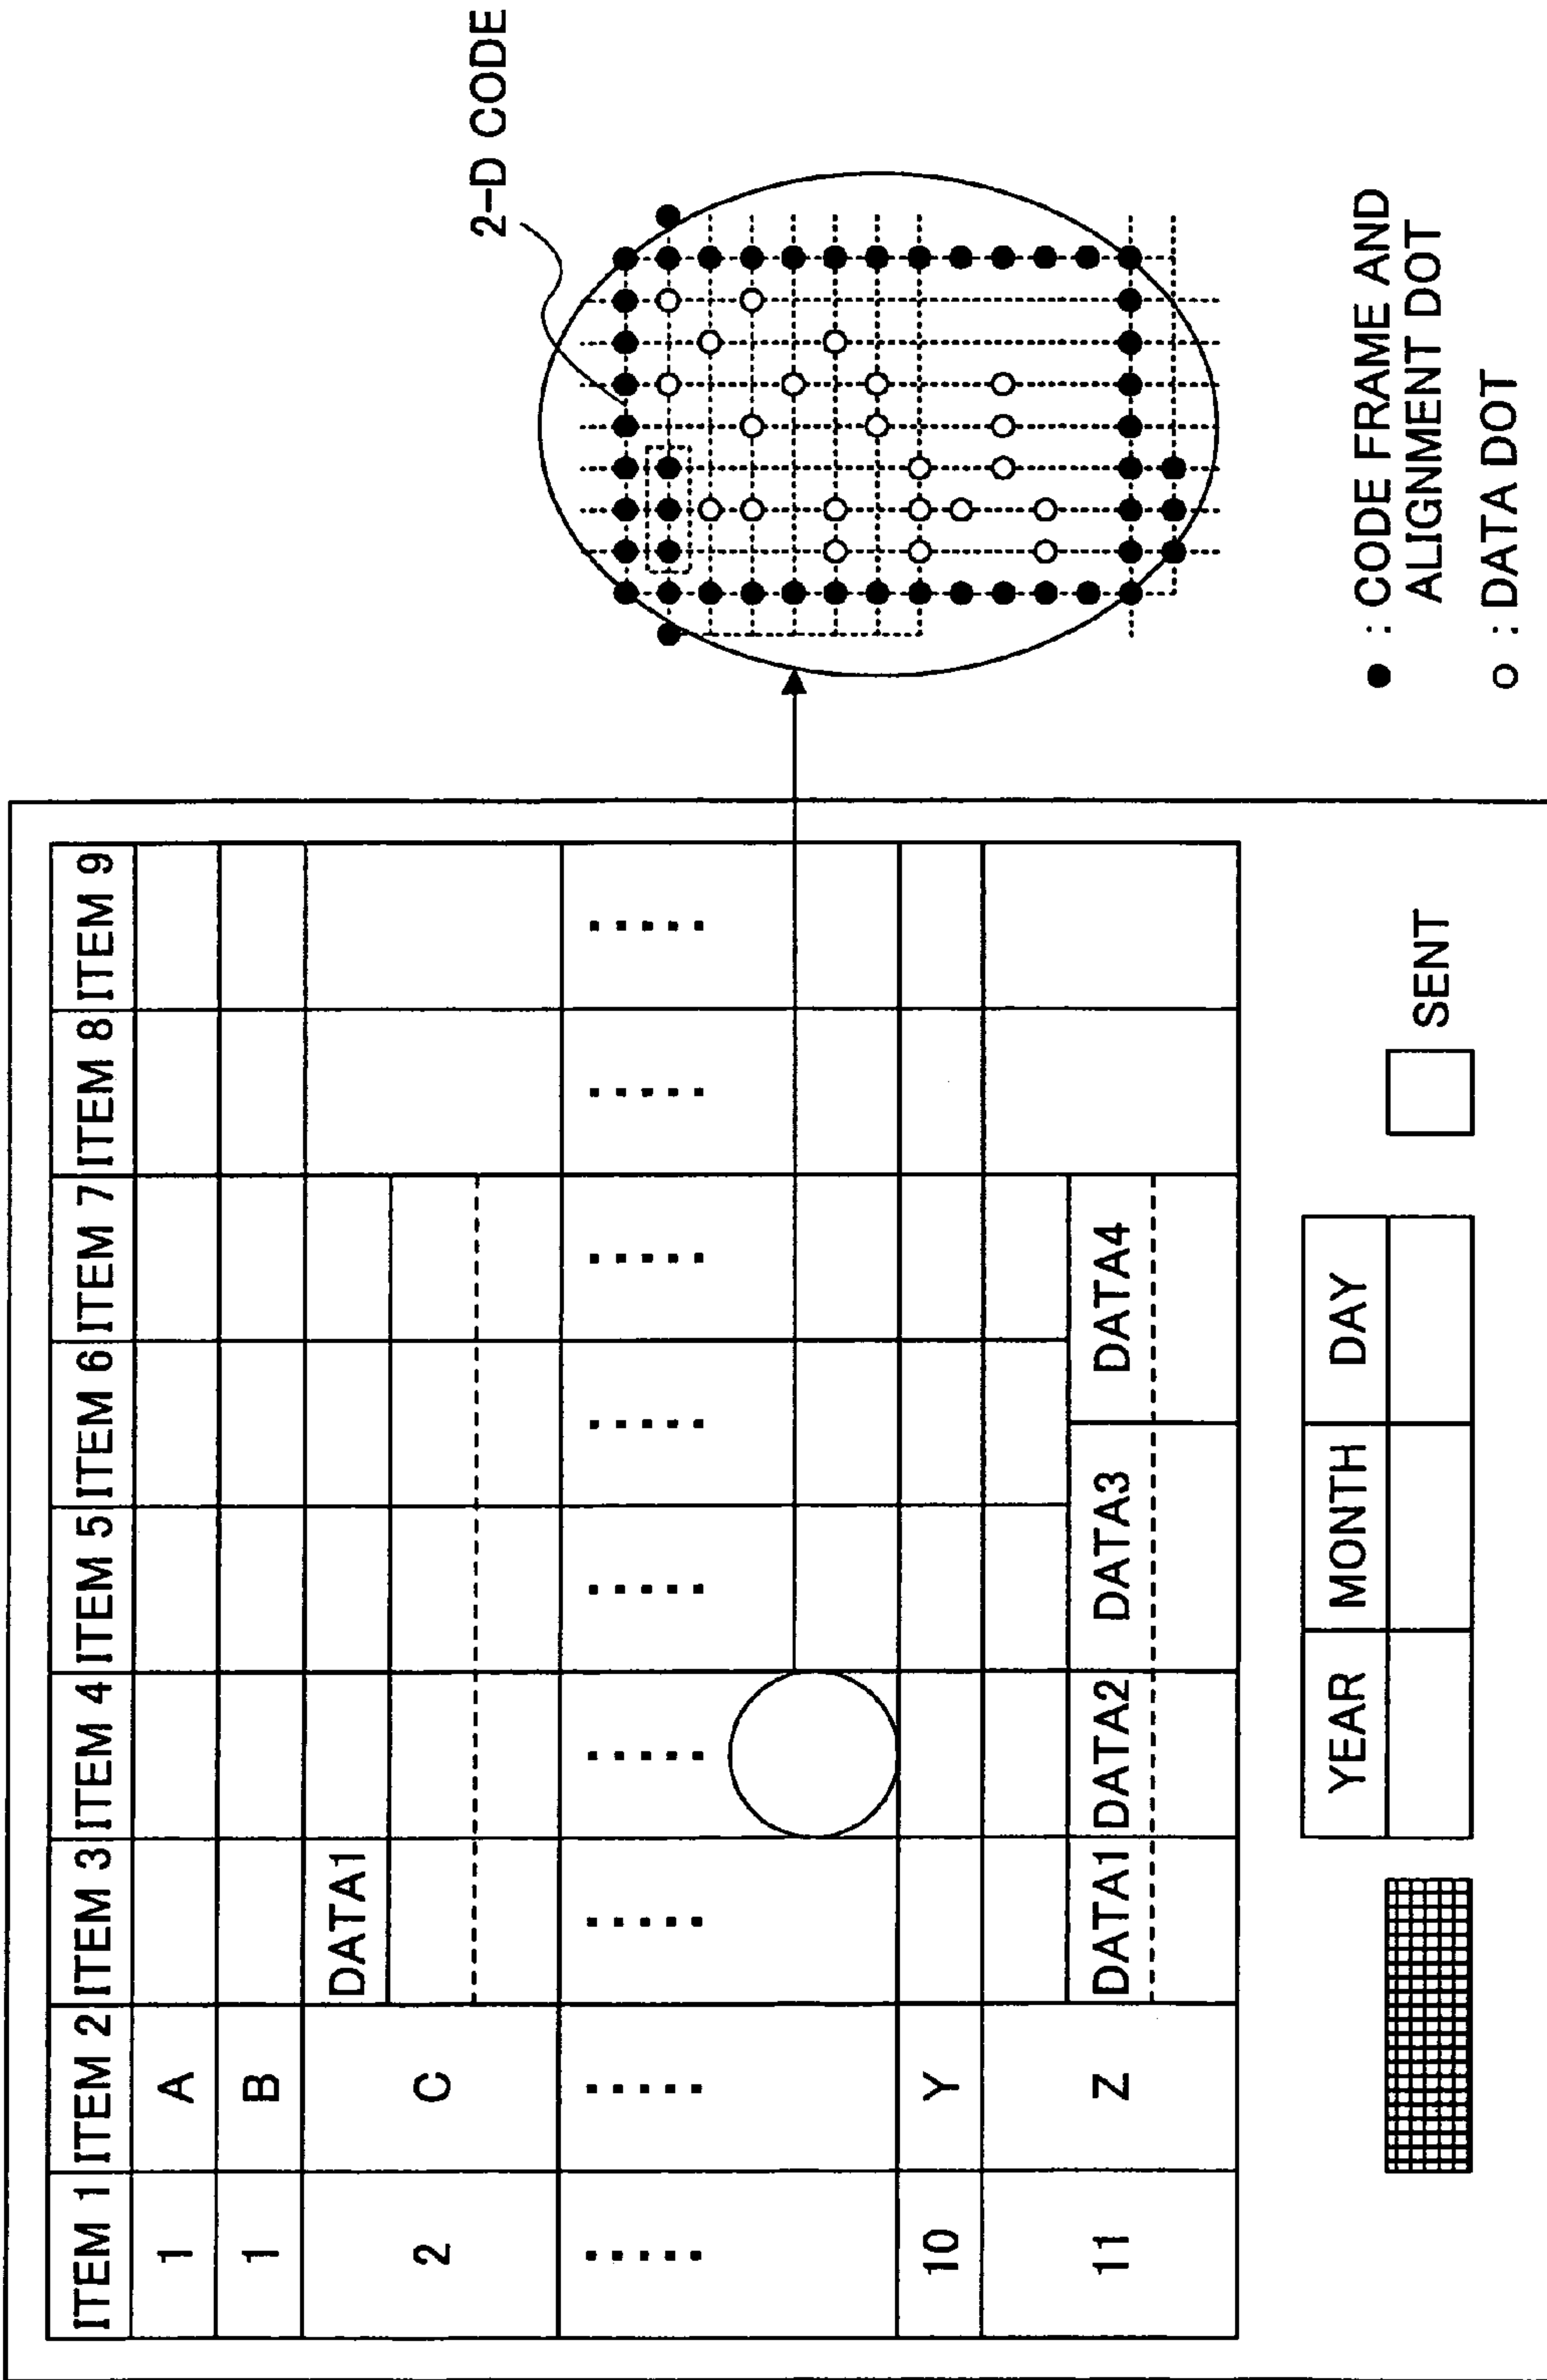 ITEM 1 ITEM 2 ITEM 3 ITEM 4 ITEM 5 ITEM 6 ITEM 7 ITEM 8 ITEM 9
1 A
1 B
DATA1
2 C
..... ..... ..... ..... ..... ..... ..... ..... .....
10 Y
11 Z DATA1 DATA2 DATA3 DATA4
YEAR MONTH DAY
SENT
2-D CODE
● : CODE FRAME AND
ALIGNMENT DOT
○ : DATA DOT